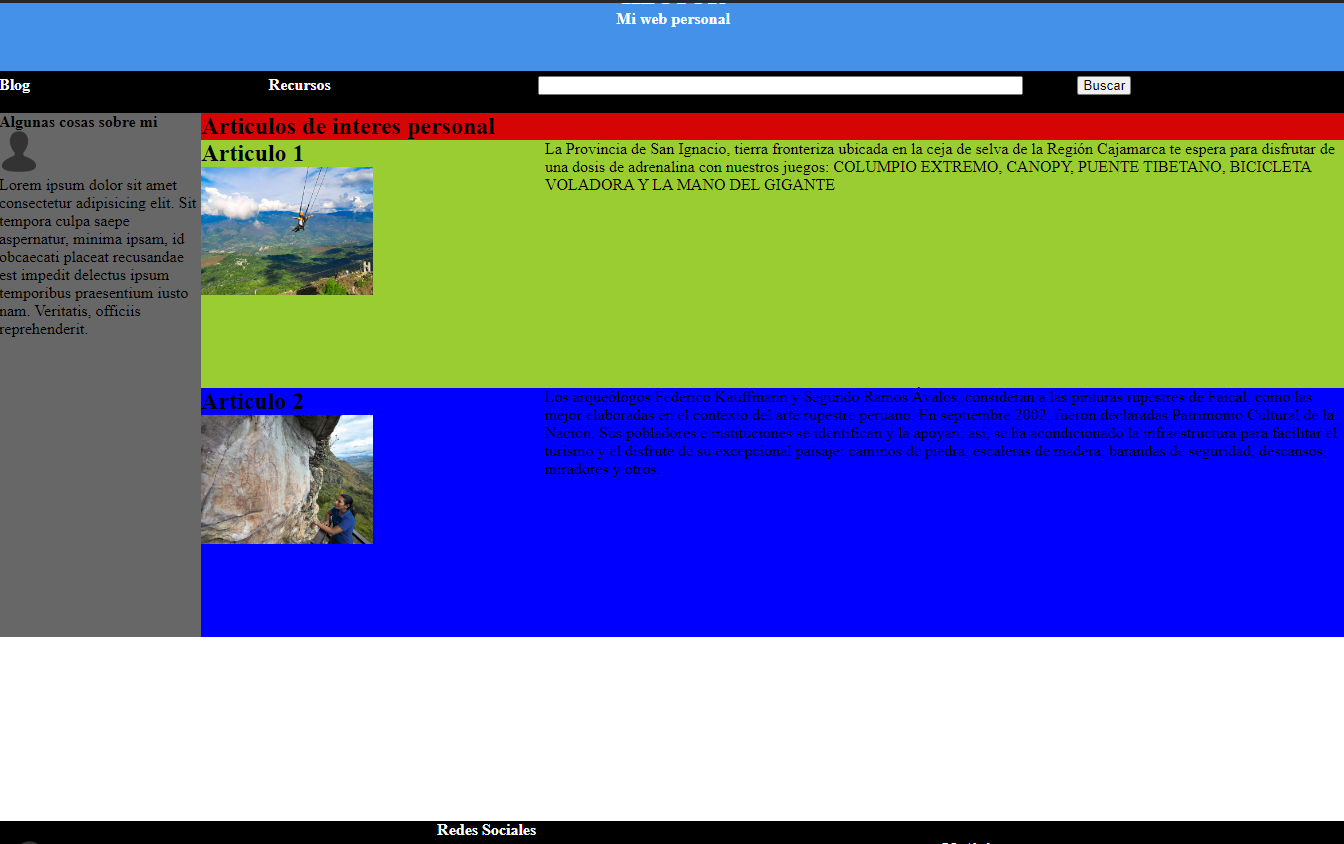 Mi web personal
Blog
Recursos
Buscar
Algunas cosas sobre mi
Lorem ipsum dolor sit amet
consectetur adipisicing elit. Sit
tempora culpa saepe
aspernatur, minima ipsam, id
obcaecati placeat recusandae
est impedit delectus ipsum
temporibus praesentium iusto
nam. Veritatis, officiis
reprehenderit.
Articulos de interes personal
Articulo 1
La Provincia de San Ignacio, tierra fronteriza ubicada en la ceja de selva de la Región Cajamarca te espera para disfrutar de
una dosis de adrenalina con nuestros juegos: COLUMPIO EXTREMO, CANOPY, PUENTE TIBETANO, BICICLETA
VOLADORA Y LA MANO DEL GIGANTE
Articulo 2
Los arqueólogos Federico Kauffmann y Segundo Ramos Ávalos, consideran a las pinturas rupestres de Faical, como las
mejor elaboradas en el contexto del arte rupestre peruano. En septiembre 2002, fueron declaradas Patrimonio Cultural de la
Nación. Sus pobladores e instituciones se identifican y la apoyan, así, se ha acondicionado la infraestructura para facilitar el
turismo y el disfrute de su excepcional paisaje: caminos de piedra, escaleras de madera, barandas de seguridad, descansos,
miradores y otros
Redes Sociales